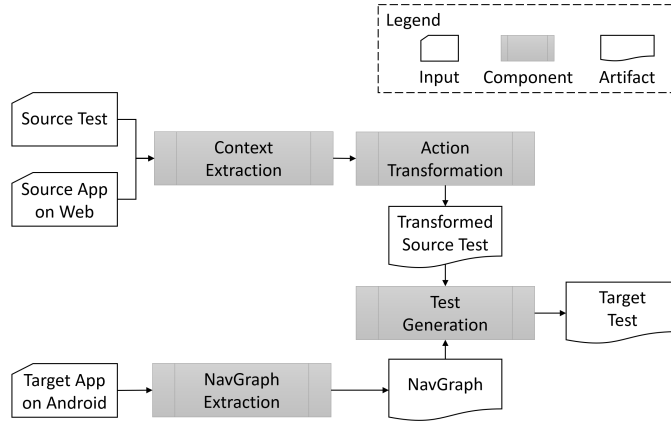 Legend
Input
Component
Artifact
Source Test
Source App
on Web
Context
Extraction
Action
Transformation
Transformed
Source Test
Test
Generation
Target
Test
Target App
on Android
NavGraph
Extraction
NavGraph